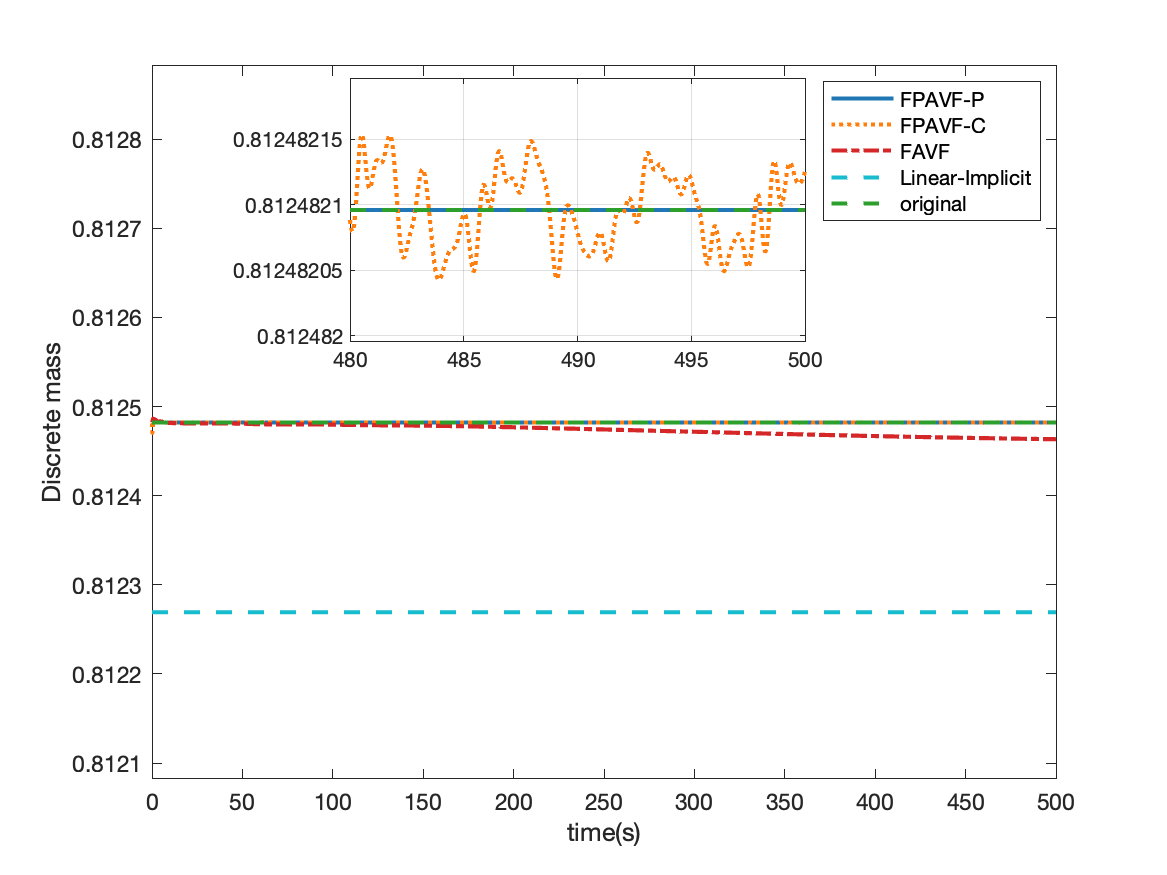 FPAVF-P
FPAVF-C
FAVF
Linear-Implicit
original
0.81248215
0.8124821
0.81248205
0.812482
480 485 490 495 500
0.8128
0.8127
0.8126
0.8125
0.8124
0.8123
0.8122
0.8121
Discrete mass
0 50 100 150 200 250 300 350 400 450 500
time(s)